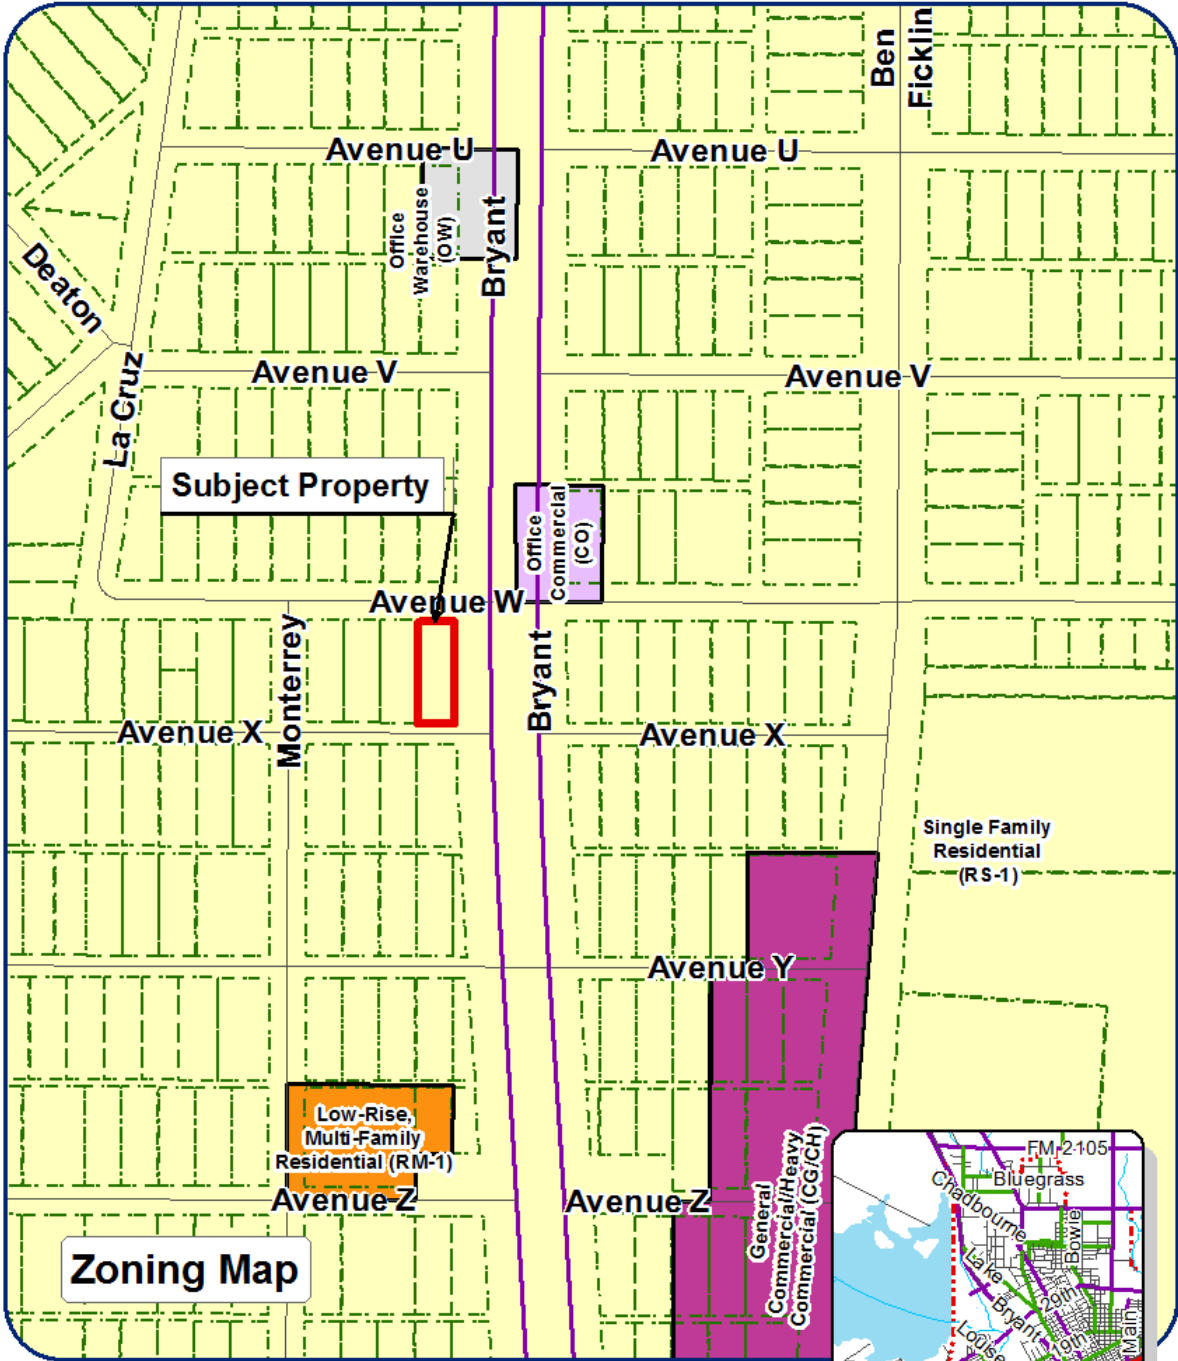 Ben
Ficklin
Avenue U
Avenue U
Office
Warehouse
(OW)
Bryant
Deaton
La Cruz
Avenue V
Avenue V
Subject Property
Office
Commercial
(CO)
Avenue W
Monterrey
Bryant
Avenue X
Avenue X
Single Family
Residential
(RS-1)
Avenue Y
Low-Rise,
Multi-Family
Residential (RM-1)
Avenue Z
Avenue Z
General
Commercial/Heavy
Commercial (CG/CH)
Zoning Map
FM 2105
Bluegrass
Chadbourne
Bowie
Lake
Bryant
29th
Louise
19th
Main